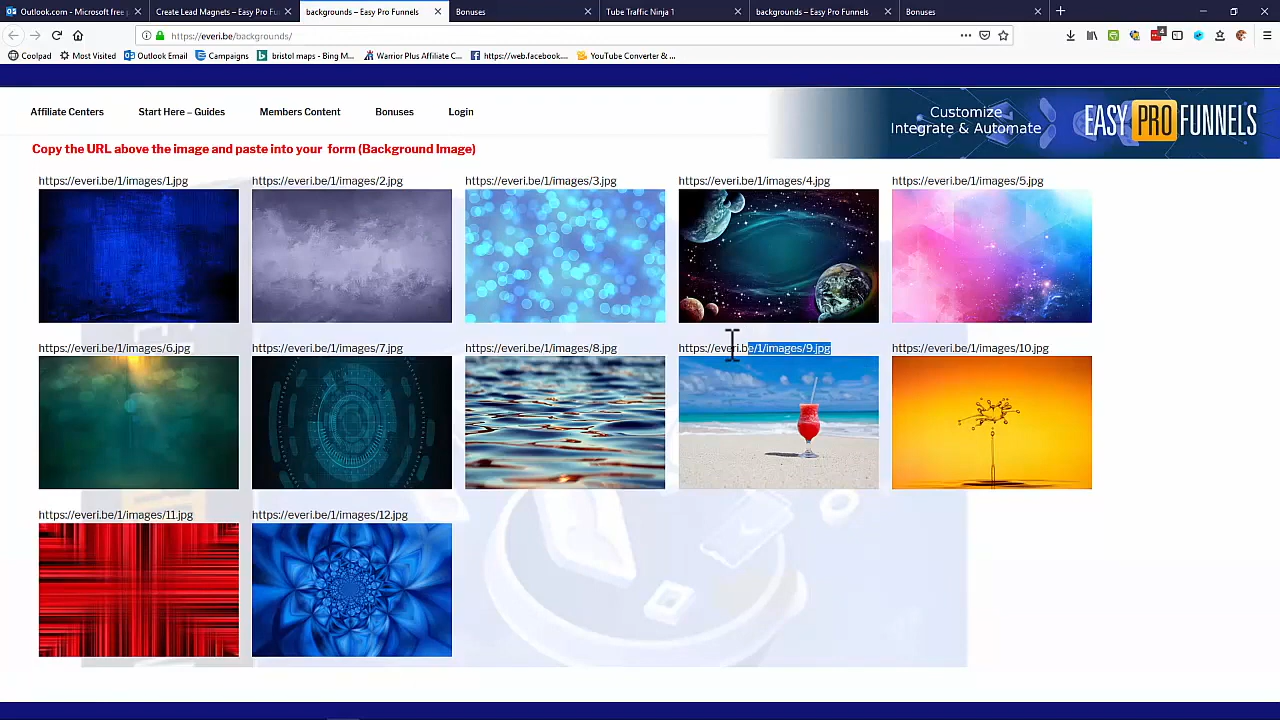 Outlook.com - Microsoft free p
Create Lead Magnets – Easy Pro Fu
backgrounds – Easy Pro Funnels
Bonuses
Tube Traffic Ninja 1
backgrounds – Easy Pro Funnels
Bonuses
https://everi.be/backgrounds/
Coolpad
Most Visited
Outlook Email
Campaigns
bristol maps - Bing M...
Warrior Plus Affiliate C...
https://web.facebook...
YouTube Converter & ...
Affiliate Centers
Start Here – Guides
Members Content
Bonuses
Login
Customize
Integrate & Automate
EASY PRO FUNNELS
Copy the URL above the image and paste into your form (Background Image)
https://everi.be/1/images/1.jpg
https://everi.be/1/images/2.jpg
https://everi.be/1/images/3.jpg
https://everi.be/1/images/4.jpg
https://everi.be/1/images/5.jpg
https://everi.be/1/images/6.jpg
https://everi.be/1/images/7.jpg
https://everi.be/1/images/8.jpg
https://everi.be/1/images/9.jpg
https://everi.be/1/images/10.jpg
https://everi.be/1/images/11.jpg
https://everi.be/1/images/12.jpg